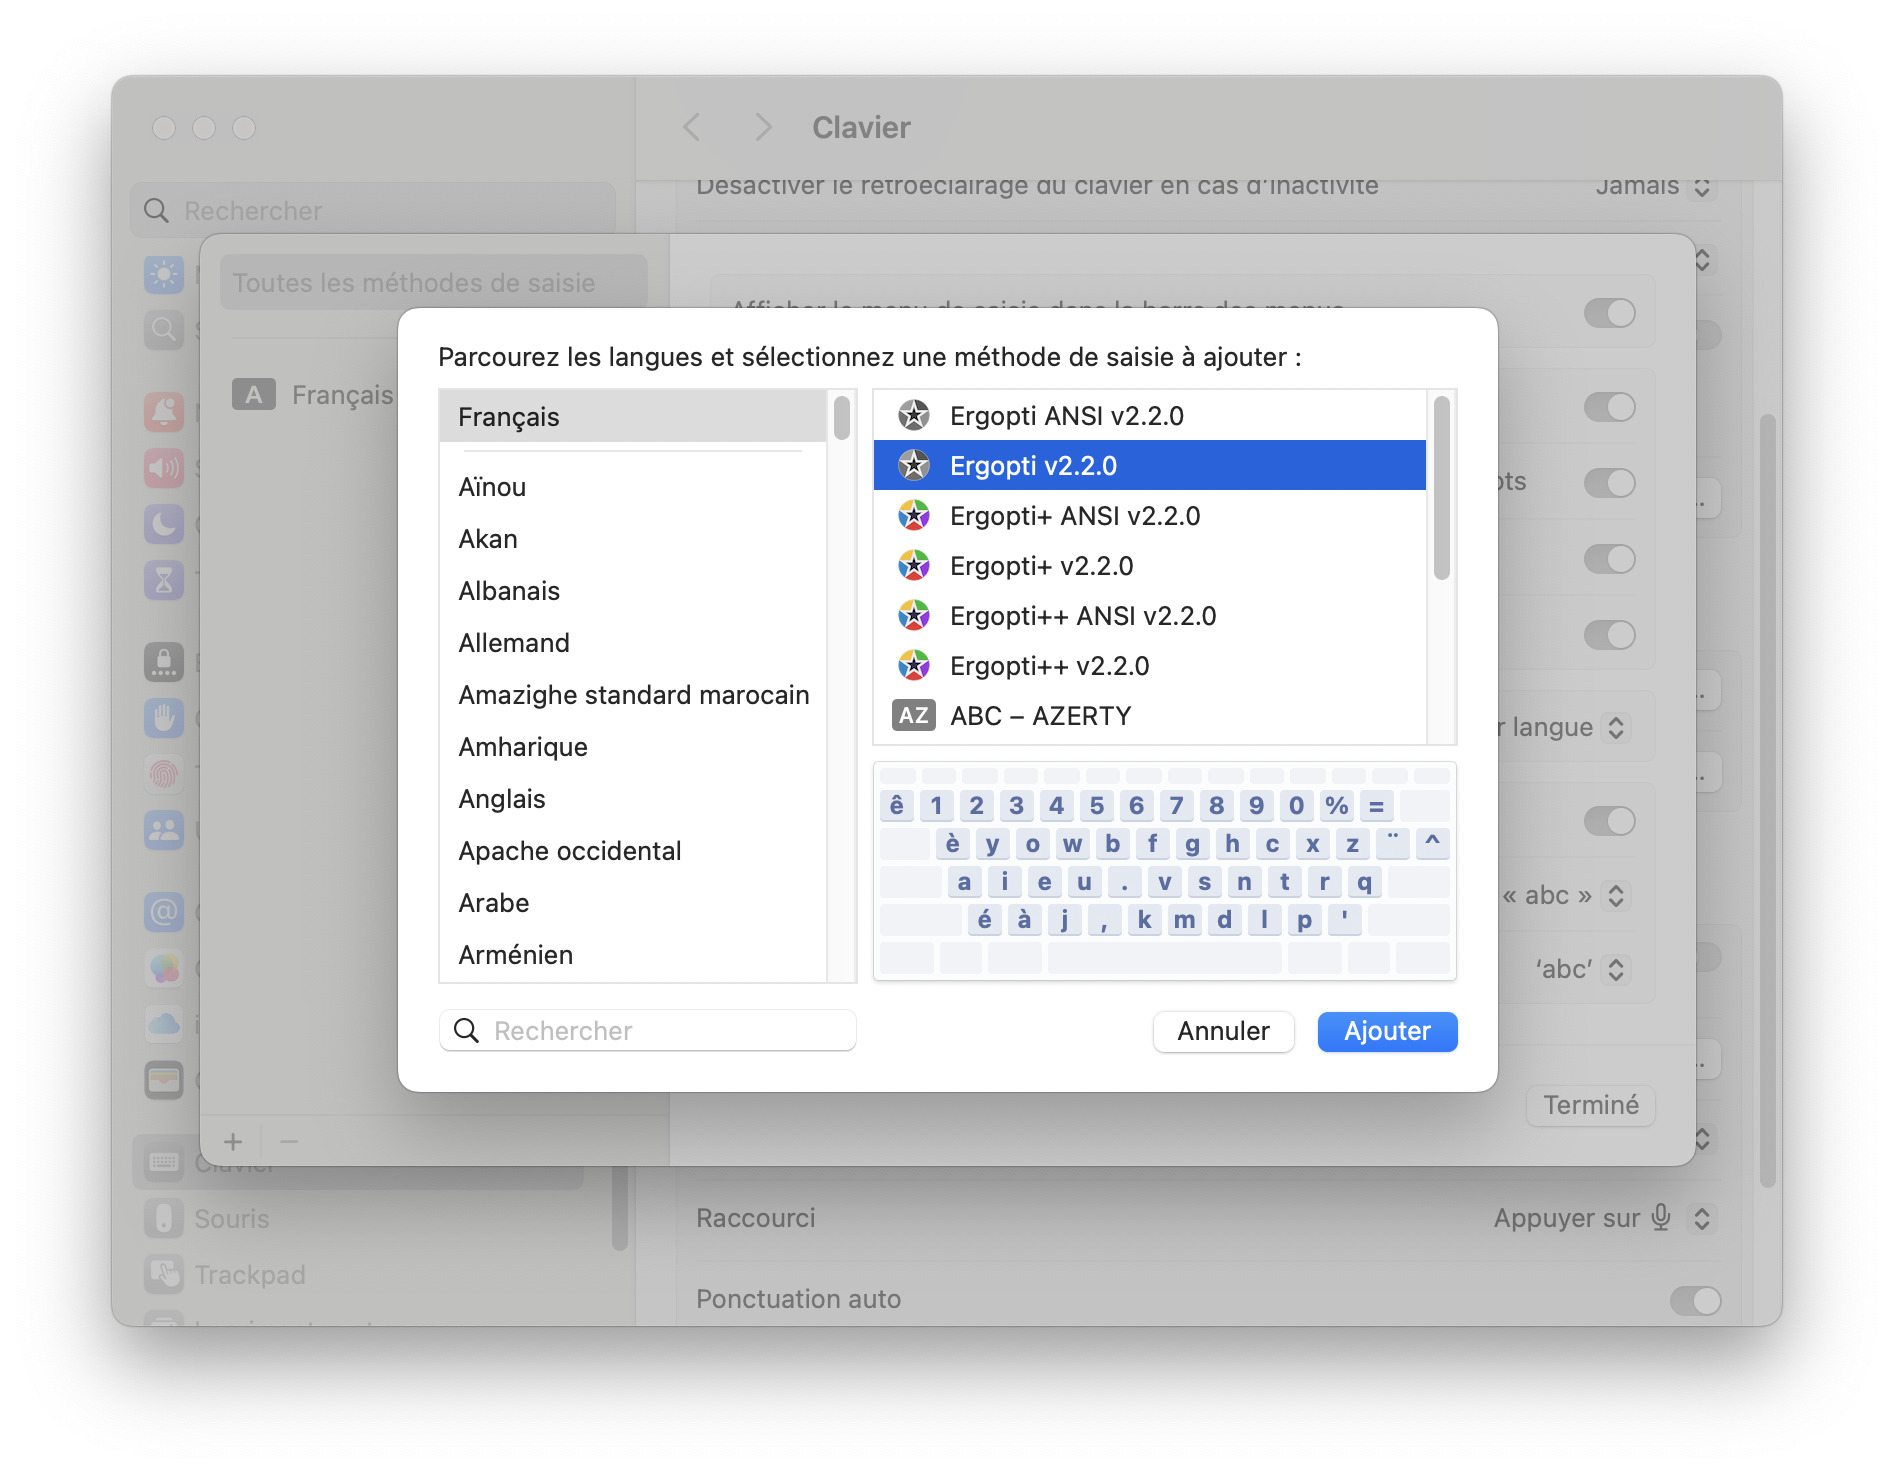 Clavier
Rechercher
Désactiver le rétroéclairage du clavier en cas d'inactivité
Jamais
Toutes les méthodes de saisie
Afficher le menu de saisie dans la barre des menus
A
Français
Parcourez les langues et sélectionnez une méthode de saisie à ajouter :
Français
Aïnou
Akan
Albanais
Allemand
Amazighe standard marocain
Amharique
Anglais
Apache occidental
Arabe
Arménien
Ergopti ANSI v2.2.0
Ergopti v2.2.0
Ergopti+ ANSI v2.2.0
Ergopti+ v2.2.0
Ergopti++ ANSI v2.2.0
Ergopti++ v2.2.0
AZ ABC – AZERTY
ê 1 2 3 4 5 6 7 8 9 0 % =
è y o w b f g h c x z ¨ ^
a i e u . v s n t r q
é à j , k m d l p '
Rechercher
Annuler
Ajouter
langue
« abc »
‘abc’
Terminé
+ −
Clavier
Souris
Trackpad
Raccourci
Appuyer sur
Ponctuation auto